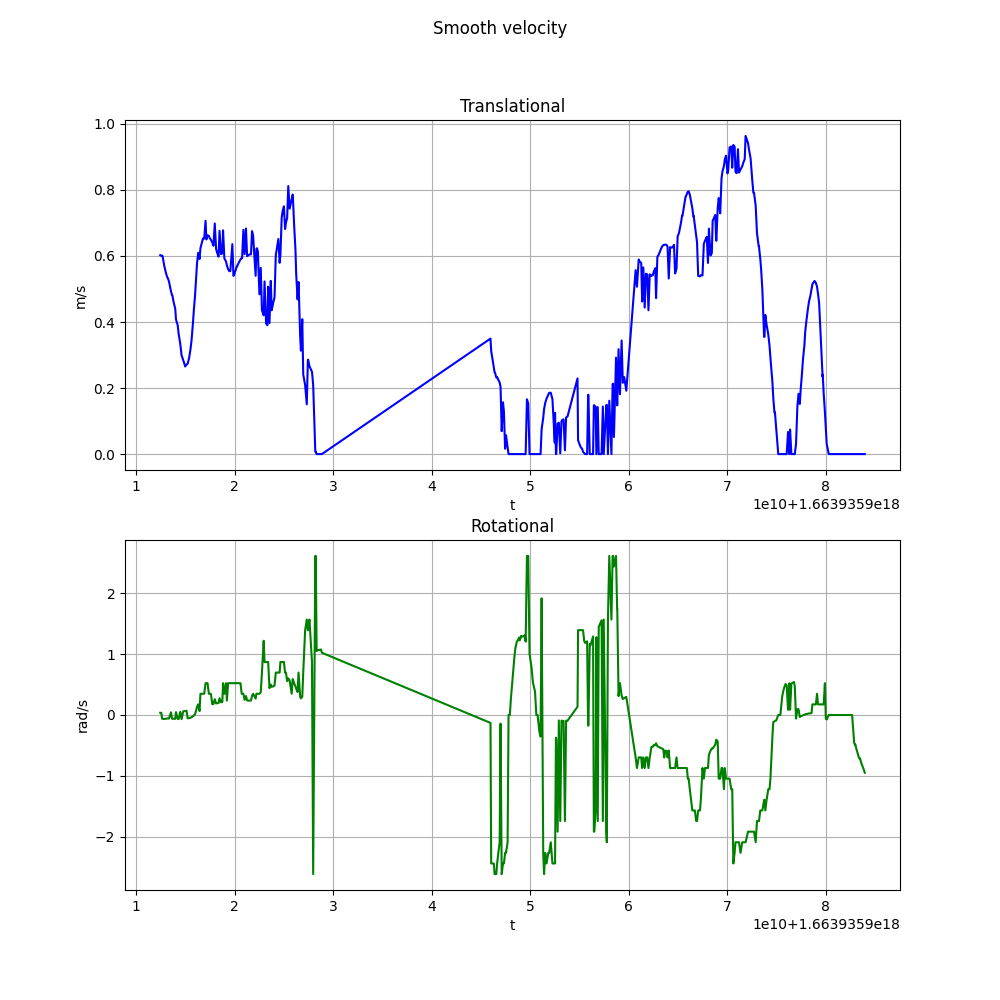 Smooth velocity
Translational
1.0
0.8
0.6
0.4
0.2
0.0
m/s
1 2 3 4 5 6 7 8
t
1e10+1.6639359e18
Rotational
2
1
0
−1
−2
rad/s
1 2 3 4 5 6 7 8
t
1e10+1.6639359e18